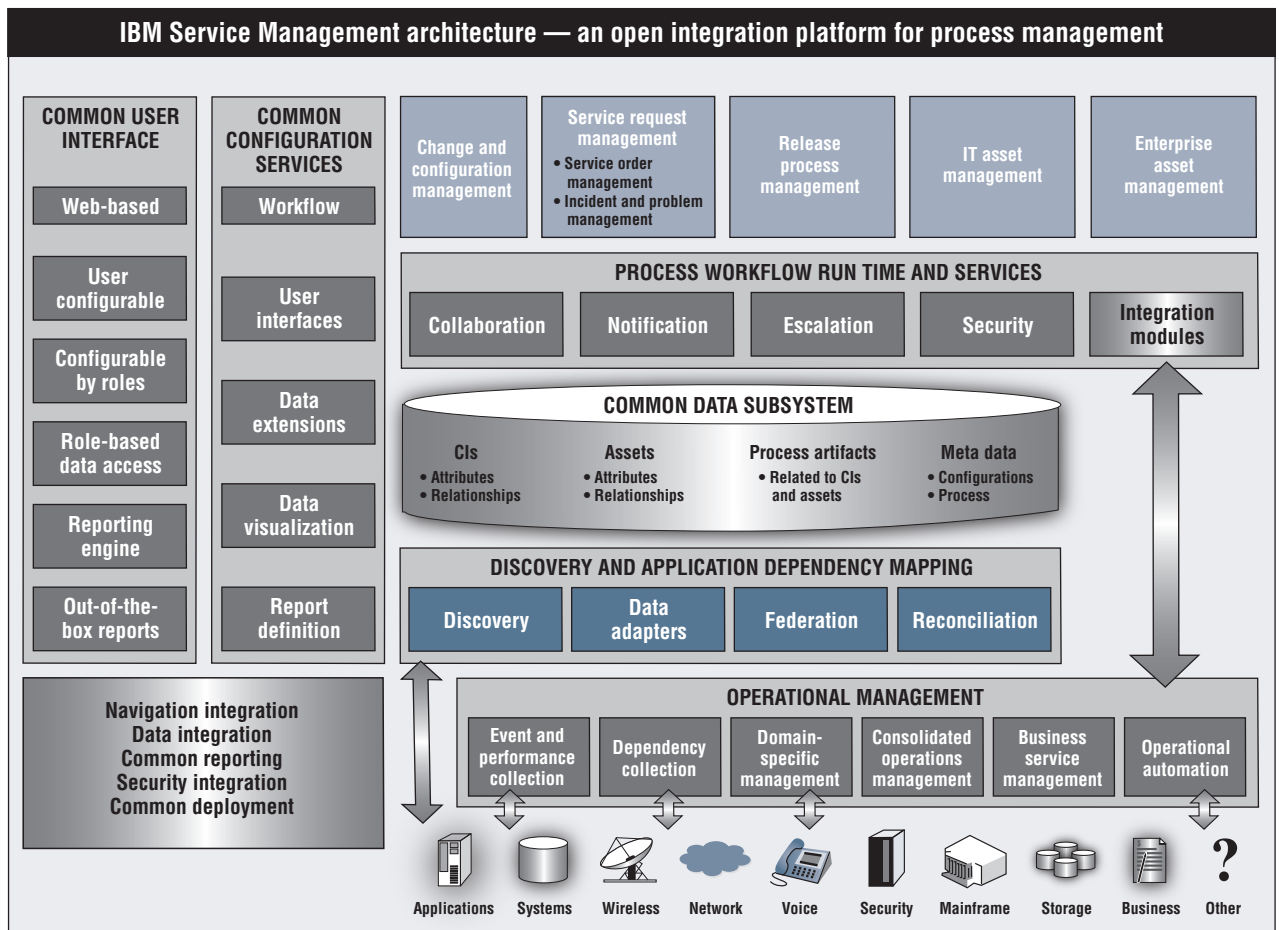 IBM Service Management architecture — an open integration platform for process management
COMMON USER
INTERFACE
Web-based
User
configurable
Configurable
by roles
Role-based
data access
Reporting
engine
Out-of-the-
box reports
COMMON
CONFIGURATION
SERVICES
Workflow
User
interfaces
Data
extensions
Data
visualization
Report
definition
Navigation integration
Data integration
Common reporting
Security integration
Common deployment
Change and
configuration
management
Service request
management
• Service order
management
• Incident and problem
management
Release
process
management
IT asset
management
Enterprise
asset
management
PROCESS WORKFLOW RUN TIME AND SERVICES
Collaboration
Notification
Escalation
Security
Integration
modules
COMMON DATA SUBSYSTEM
CIs
• Attributes
• Relationships
Assets
• Attributes
• Relationships
Process artifacts
• Related to CIs
and assets
Meta data
• Configurations
• Process
DISCOVERY AND APPLICATION DEPENDENCY MAPPING
Discovery
Data
adapters
Federation
Reconciliation
OPERATIONAL MANAGEMENT
Event and
performance
collection
Dependency
collection
Domain-
specific
management
Consolidated
operations
management
Business
service
management
Operational
automation
?
Applications
Systems
Wireless
Network
Voice
Security
Mainframe
Storage
Business
Other